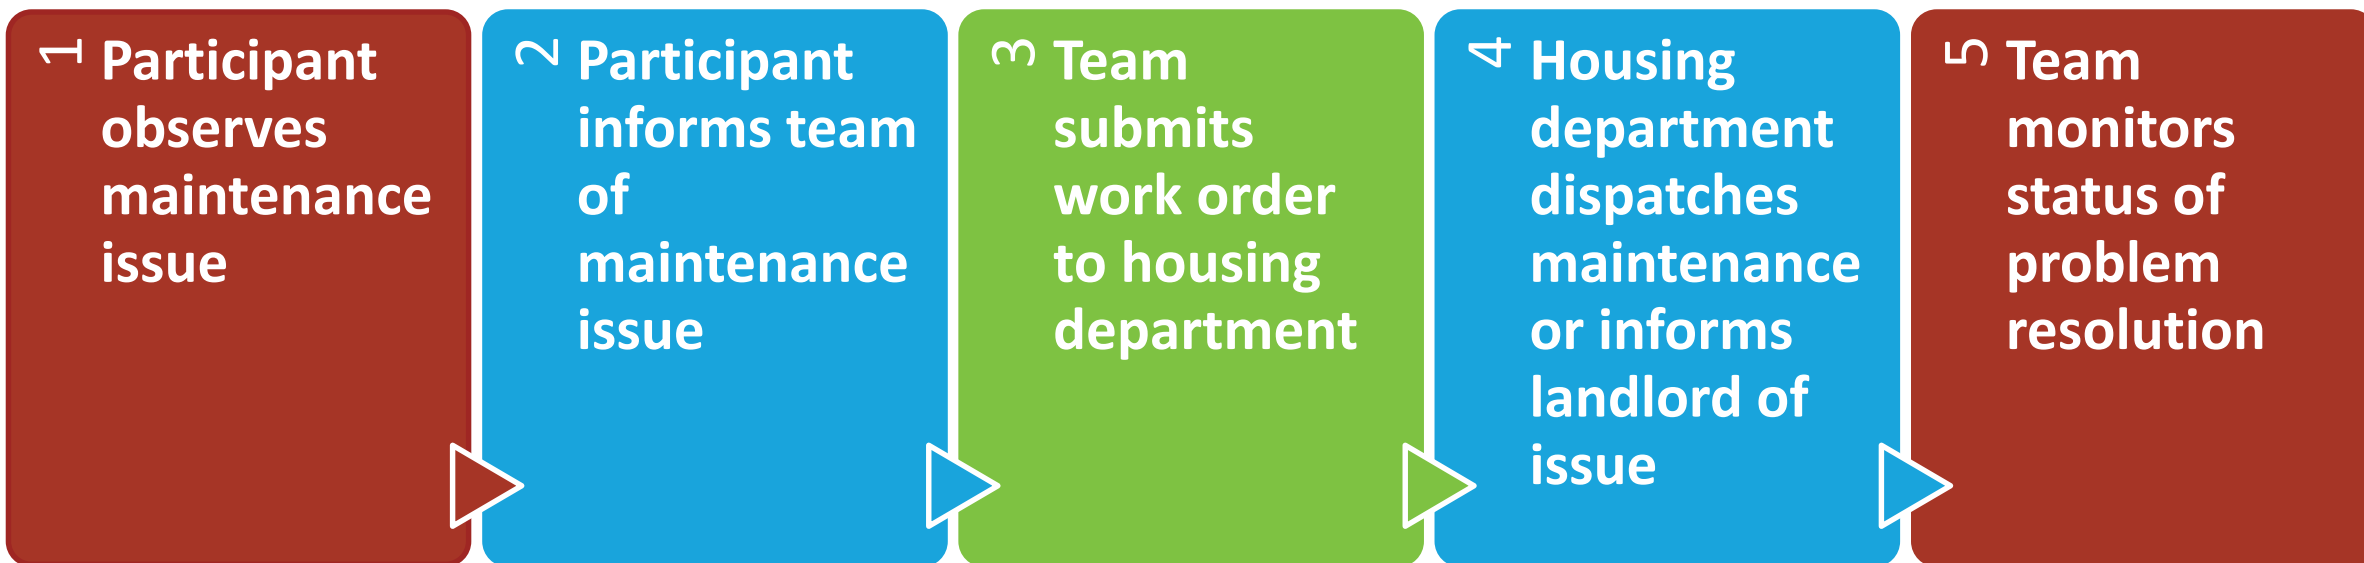 1
Participant
observes
maintenance
issue
2
Participant
informs team
of
maintenance
issue
3
Team
submits
work order
to housing
department
4
Housing
department
dispatches
maintenance
or informs
landlord of
issue
5
Team
monitors
status of
problem
resolution